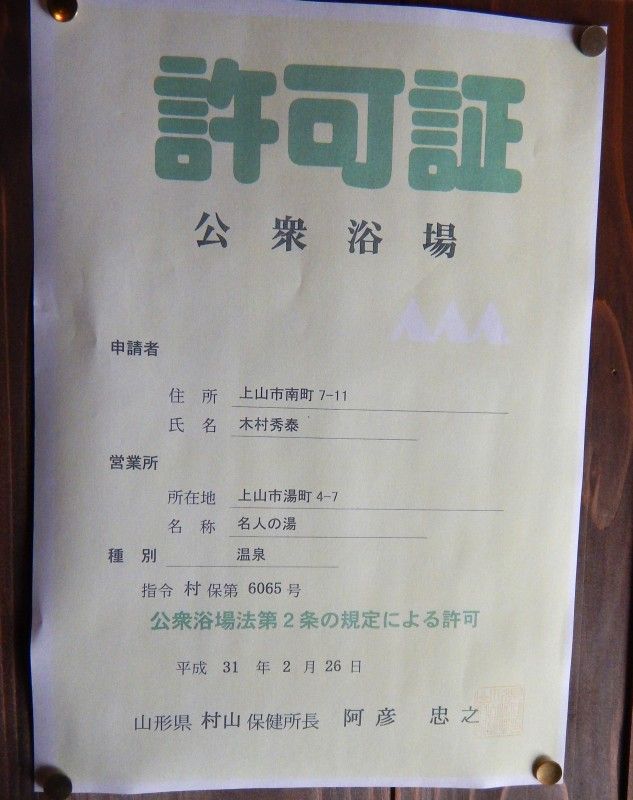 許可証
公衆浴場
申請者
住所 上山市南町 7-11
氏名 木村秀泰
営業所
所在地 上山市湯町 4-7
名称 名人の湯
種別 温泉
指令 村 保第 6065 号
公衆浴場法第2条の規定による許可
平成 31 年 2 月 26 日
山形県 村山 保健所長 阿彦 忠之